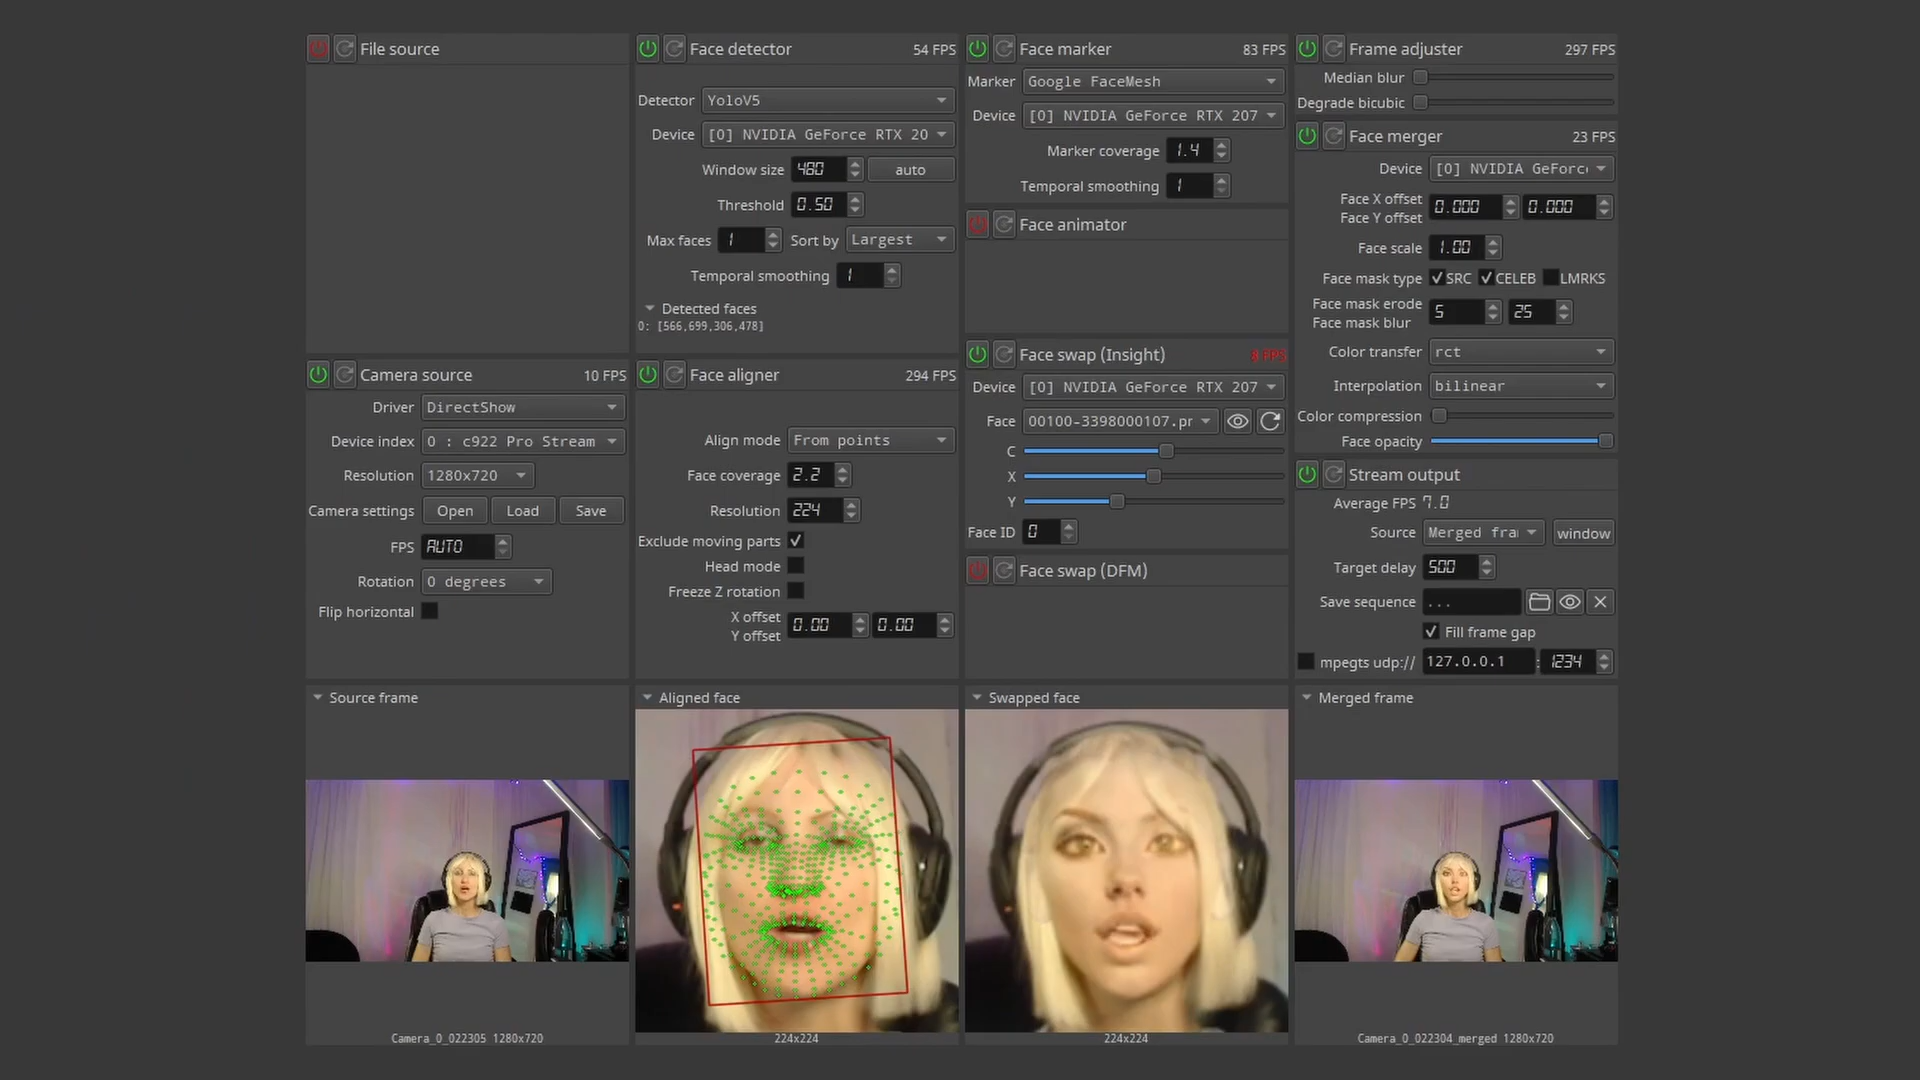 File source
Face detector 54 FPS
Detector YoloV5
Device [0] NVIDIA GeForce RTX 20
Window size 480 auto
Threshold 0.50
Max faces 1 Sort by Largest
Temporal smoothing 1
Detected faces
0: [566,699,306,478]
Face marker 83 FPS
Marker Google FaceMesh
Device [0] NVIDIA GeForce RTX 207
Marker coverage 1.4
Temporal smoothing 1
Face animator
Frame adjuster 297 FPS
Median blur
Degrade bicubic
Face merger 23 FPS
Device [0] NVIDIA GeForc
Face X offset
Face Y offset 0.000 0.000
Face scale 1.00
Face mask type SRC CELEB LMRKS
Face mask erode
Face mask blur 5 25
Color transfer rct
Interpolation bilinear
Color compression
Face opacity
Camera source 10 FPS
Driver DirectShow
Device index 0 : c922 Pro Stream
Resolution 1280x720
Camera settings Open Load Save
FPS AUTO
Rotation 0 degrees
Flip horizontal
Face aligner 294 FPS
Align mode From points
Face coverage 2.2
Resolution 224
Exclude moving parts
Head mode
Freeze Z rotation
X offset
Y offset 0.00 0.00
Face swap (Insight) 8 FPS
Device [0] NVIDIA GeForce RTX 207
Face 00100-3398000107.pr
C
X
Y
Face ID 0
Face swap (DFM)
Stream output
Average FPS 7.0
Source Merged fra window
Target delay 500
Save sequence ...
Fill frame gap
mpegts udp:// 127.0.0.1 : 1234
Source frame
Camera_0_022305 1280x720
Aligned face
224x224
Swapped face
224x224
Merged frame
Camera_0_022304_merged 1280x720